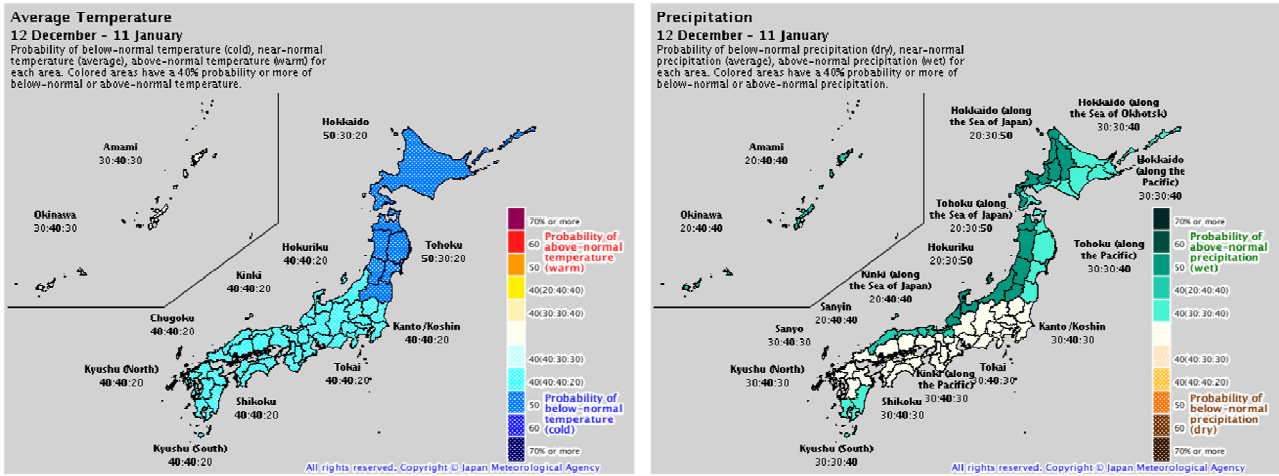 Average Temperature
12 December - 11 January
Probability of below-normal temperature (cold), near-normal
temperature (average), above-normal temperature (warm) for
each area. Colored areas have a 40% probability or more of
below-normal or above-normal temperature.
Hokkaido
50:30:20
Amami
30:40:30
Okinawa
30:40:30
Hokuriku
40:40:20
Tohoku
50:30:20
Kinki
40:40:20
Chugoku
40:40:20
Kanto/Koshin
40:40:20
Kyushu (North)
40:40:20
Tokai
40:40:20
Shikoku
40:40:20
Kyushu (South)
40:40:20
70% or more
60
50
40(20:40:40)
40(30:30:40)
Probability of
above-normal
temperature
(warm)
40(40:30:30)
40(40:40:20)
50
60
70% or more
Probability of
below-normal
temperature
(cold)
All rights reserved. Copyright © Japan Meteorological Agency
Precipitation
12 December - 11 January
Probability of below-normal precipitation (dry), near-normal
precipitation (average), above-normal precipitation (wet) for
each area. Colored areas have a 40% probability or more of
below-normal or above-normal precipitation.
Hokkaido (along
the Sea of Japan)
20:30:50
Hokkaido (along
the Sea of Okhotsk)
30:30:40
Amami
20:40:40
Hokkaido
(along the
Pacific)
30:30:40
Okinawa
20:40:40
Tohoku (along
the Sea of Japan)
20:30:50
Hokuriku
20:30:50
Tohoku (along
the Pacific)
30:30:40
Kinki (along
the Sea of Japan)
20:40:40
Sanyin
20:40:40
Sanyo
30:40:30
Kanto/Koshin
30:40:30
Kyushu (North)
30:40:30
Kinki (along
the Pacific)
30:40:30
Tokai
30:40:30
Shikoku
30:40:30
Kyushu (South)
30:30:40
70% or more
60
50
40(20:40:40)
40(30:30:40)
Probability of
above-normal
precipitation
(wet)
40(40:30:30)
40(40:40:20)
50
60
70% or more
Probability of
below-normal
precipitation
(dry)
All rights reserved. Copyright © Japan Meteorological Agency